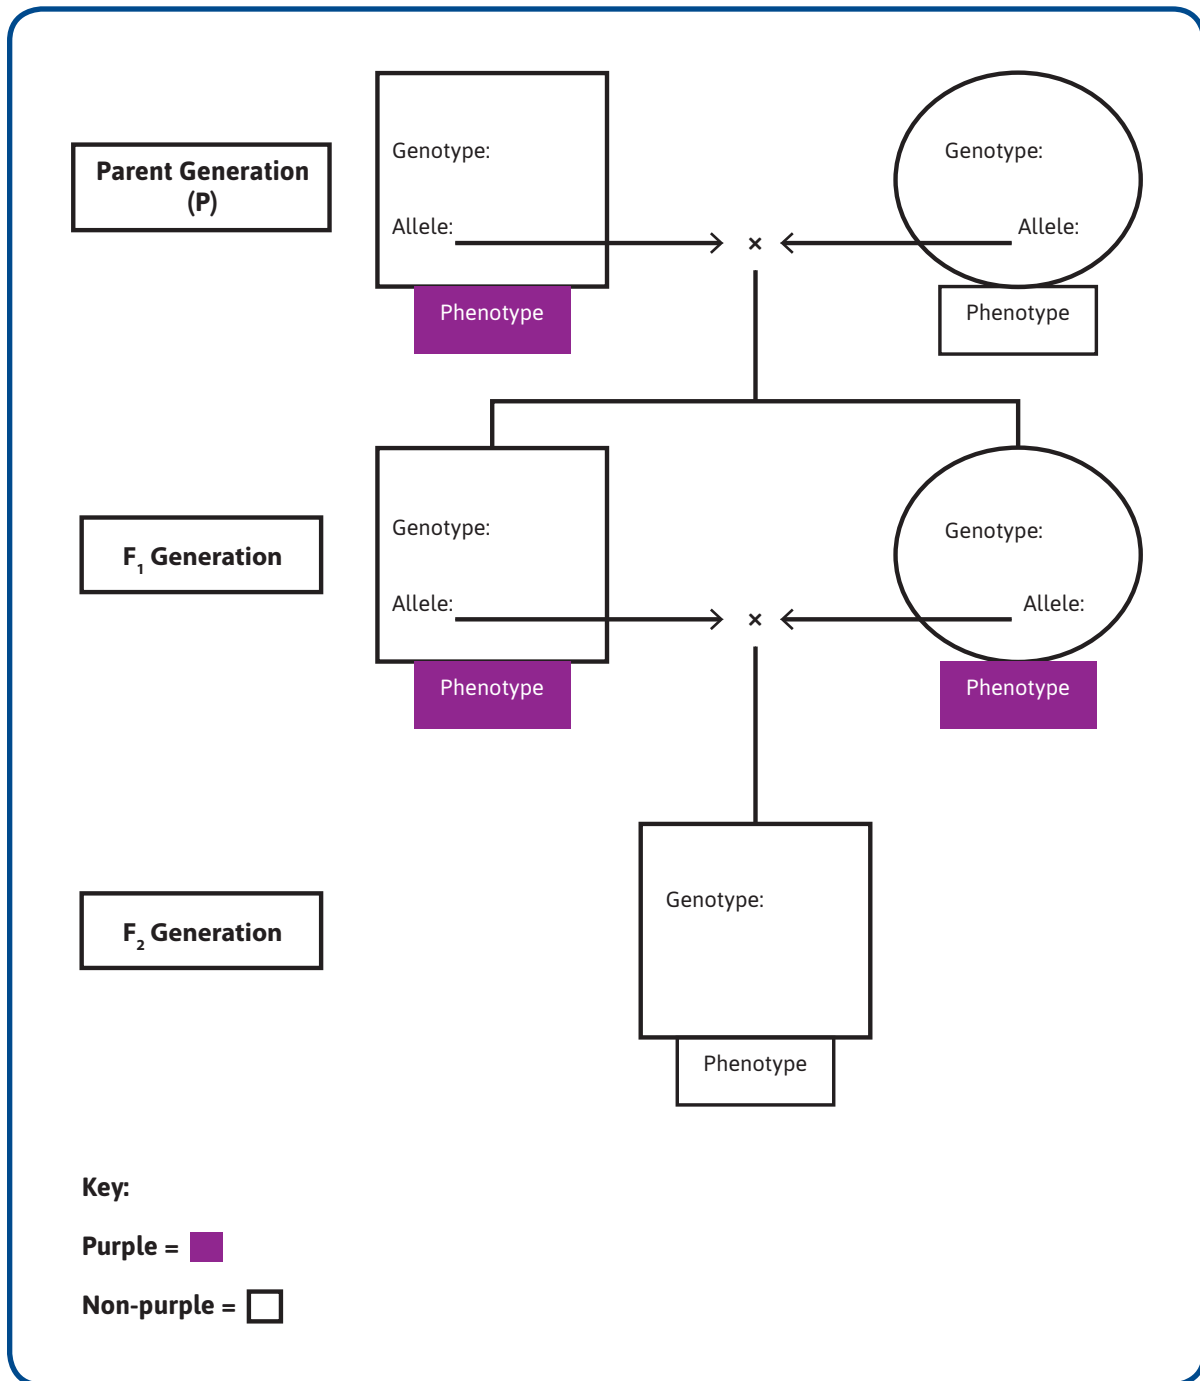 Parent Generation
(P)
Genotype:
Allele:
Phenotype
×
Genotype:
Allele:
Phenotype
F₁ Generation
Genotype:
Allele:
Phenotype
×
Genotype:
Allele:
Phenotype
F₂ Generation
Genotype:
Phenotype
Key:
Purple =
Non-purple =